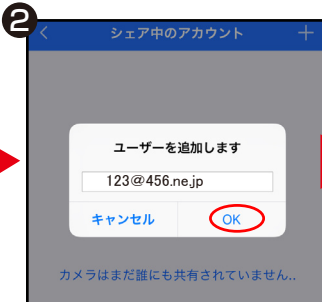 2
< シェア中のアカウント +
ユーザーを追加します
123@456.ne.jp
キャンセル OK
カメラはまだ誰にも共有されていません..